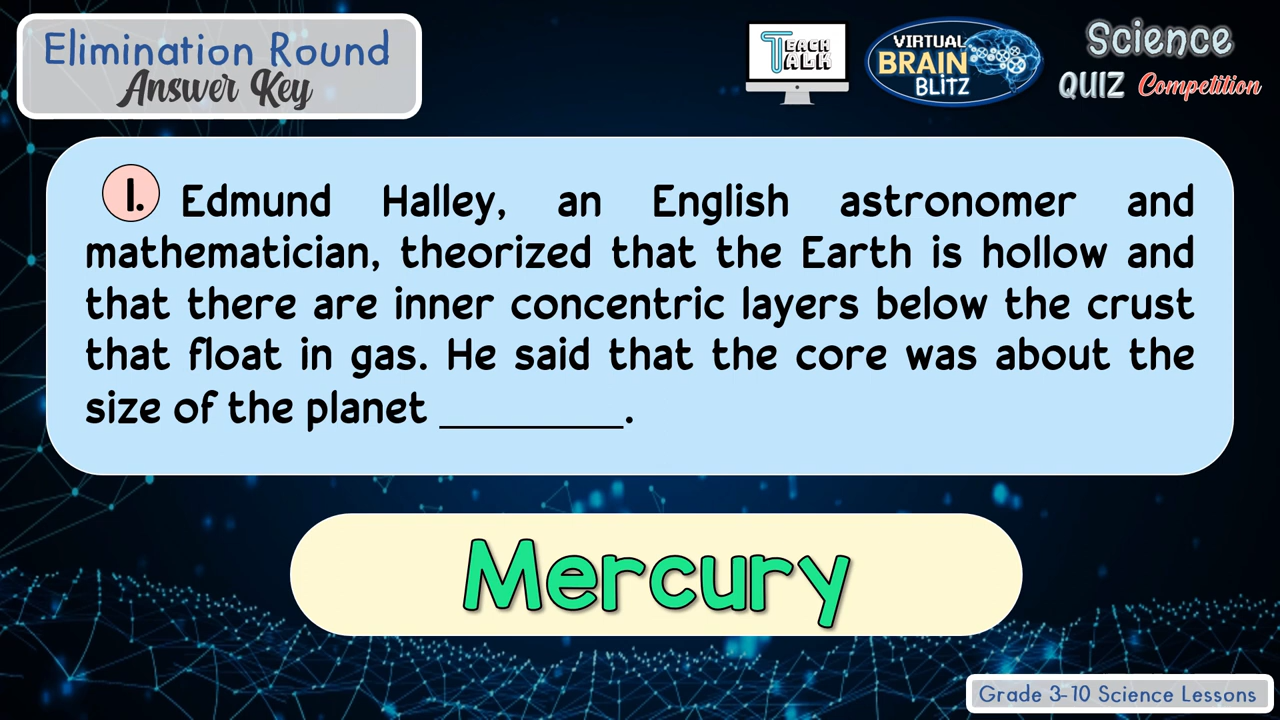 Elimination Round
Answer Key
TEACH
TALK
VIRTUAL
BRAIN
BLITZ
Science
QUIZ Competition
1. Edmund Halley, an English astronomer and
mathematician, theorized that the Earth is hollow and
that there are inner concentric layers below the crust
that float in gas. He said that the core was about the
size of the planet _________.
Mercury
Grade 3-10 Science Lessons